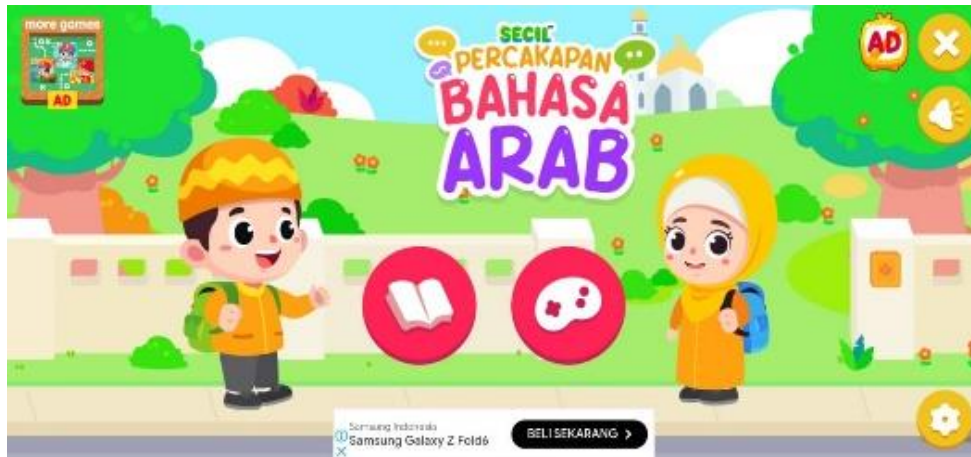 more games
AD
SECIL
PERCAKAPAN
BAHASA
ARAB
AD
Samsung Indonesia
Samsung Galaxy Z Fold6
BELI SEKARANG